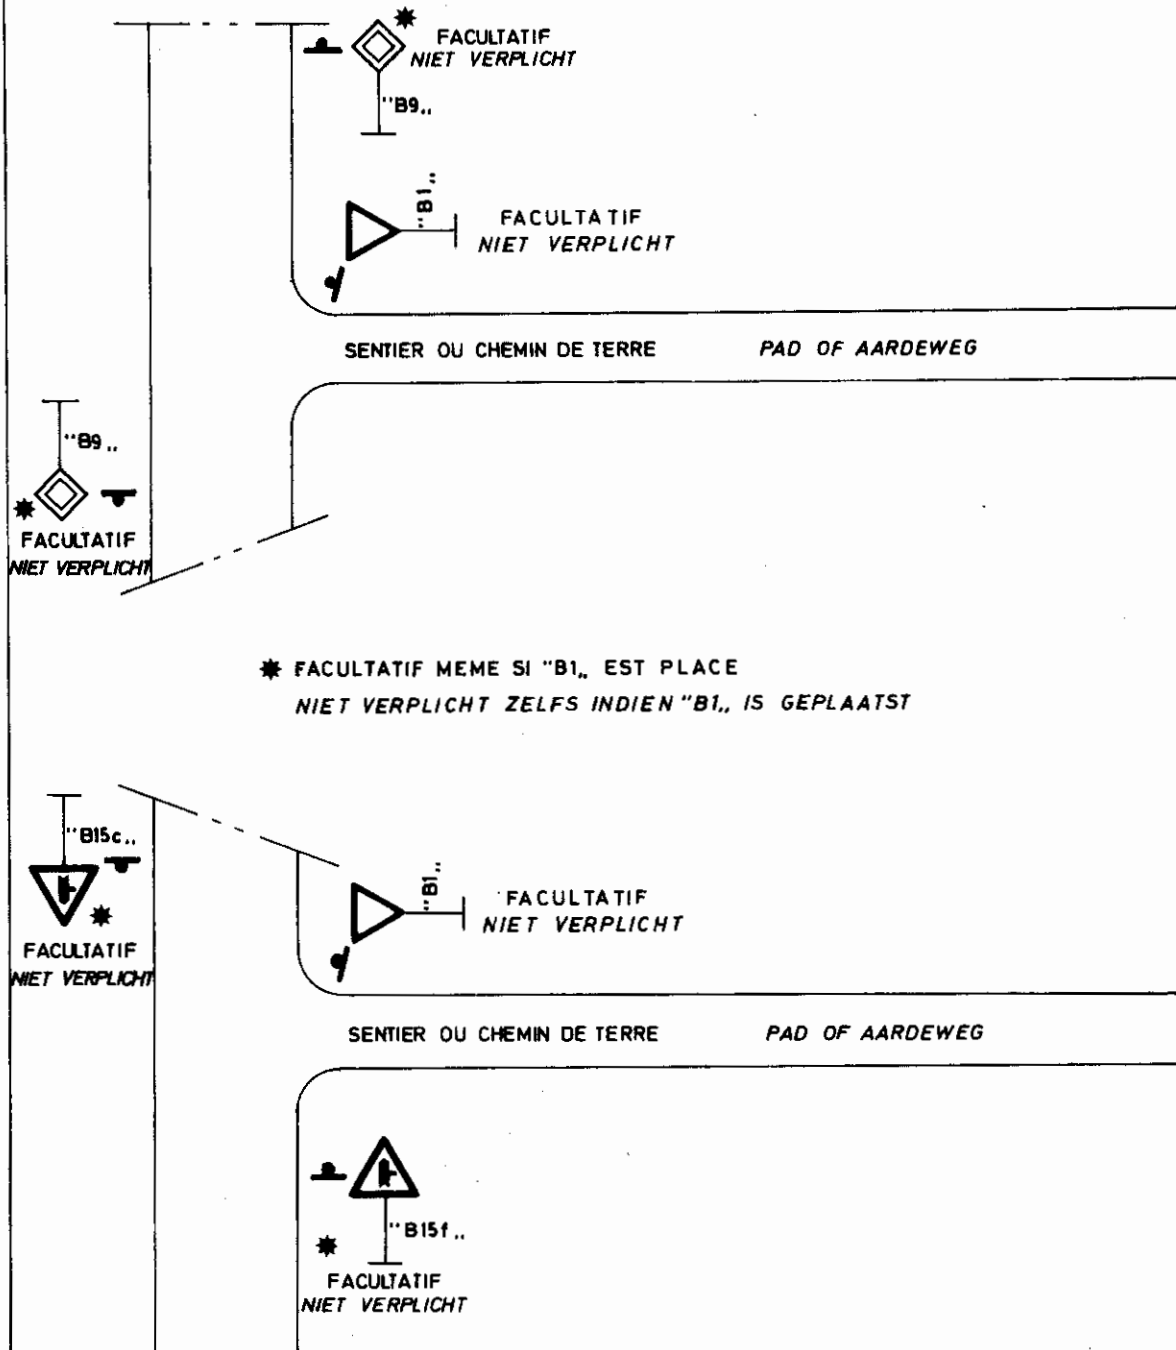 FACULTATIF
NIET VERPLICHT
"B9„
"B1„
FACULTATIF
NIET VERPLICHT
SENTIER OU CHEMIN DE TERRE PAD OF AARDEWEG
"B9„
FACULTATIF
NIET VERPLICHT
FACULTATIF MEME SI "B1„ EST PLACE
NIET VERPLICHT ZELFS INDIEN "B1„ IS GEPLAATST
"B15c„
FACULTATIF
NIET VERPLICHT
"B1„
FACULTATIF
NIET VERPLICHT
SENTIER OU CHEMIN DE TERRE PAD OF AARDEWEG
"B15f„
FACULTATIF
NIET VERPLICHT